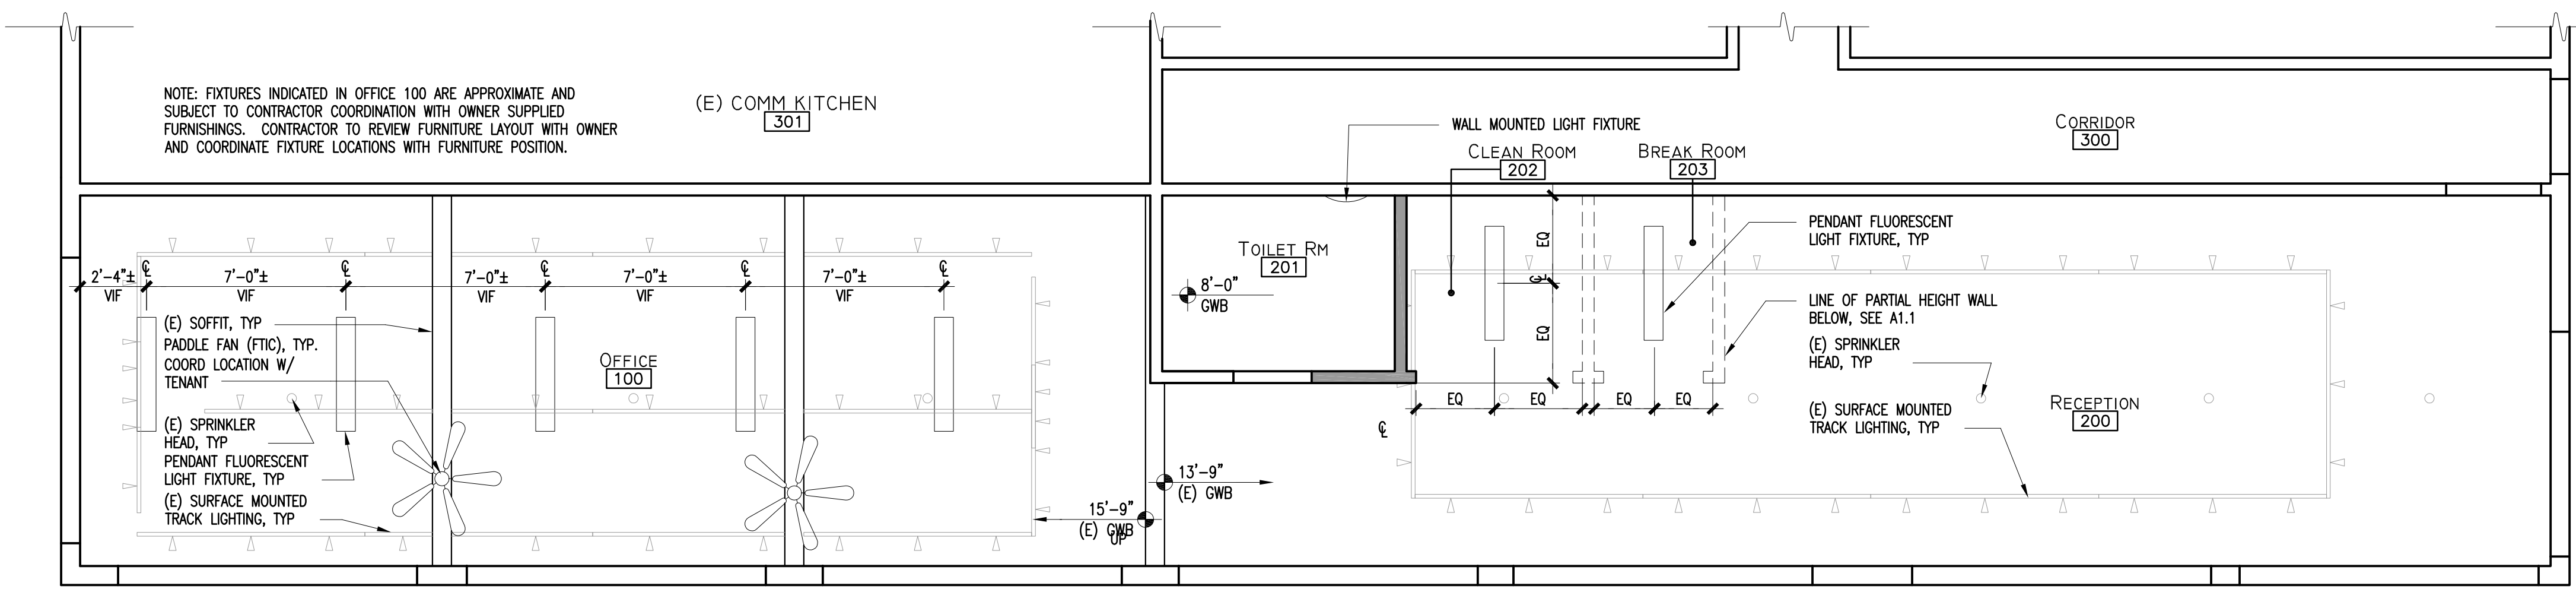 NOTE: FIXTURES INDICATED IN OFFICE 100 ARE APPROXIMATE AND
SUBJECT TO CONTRACTOR COORDINATION WITH OWNER SUPPLIED
FURNISHINGS. CONTRACTOR TO REVIEW FURNITURE LAYOUT WITH OWNER
AND COORDINATE FIXTURE LOCATIONS WITH FURNITURE POSITION.
(E) COMM KITCHEN
301
WALL MOUNTED LIGHT FIXTURE
CLEAN ROOM
202
BREAK ROOM
203
CORRIDOR
300
2'-4"±
VIF
℄
7'-0"±
VIF
℄
7'-0"±
VIF
℄
7'-0"±
VIF
℄
7'-0"±
VIF
℄
(E) SOFFIT, TYP
PADDLE FAN (FTIC), TYP.
COORD LOCATION W/
TENANT
(E) SPRINKLER
HEAD, TYP
PENDANT FLUORESCENT
LIGHT FIXTURE, TYP
(E) SURFACE MOUNTED
TRACK LIGHTING, TYP
OFFICE
100
15'-9"
(E) GWB
UP
13'-9"
(E) GWB
TOILET RM
201
8'-0"
GWB
EQ
℄
EQ
EQ
EQ
EQ
EQ
℄
PENDANT FLUORESCENT
LIGHT FIXTURE, TYP
LINE OF PARTIAL HEIGHT WALL
BELOW, SEE A1.1
(E) SPRINKLER
HEAD, TYP
(E) SURFACE MOUNTED
TRACK LIGHTING, TYP
RECEPTION
200